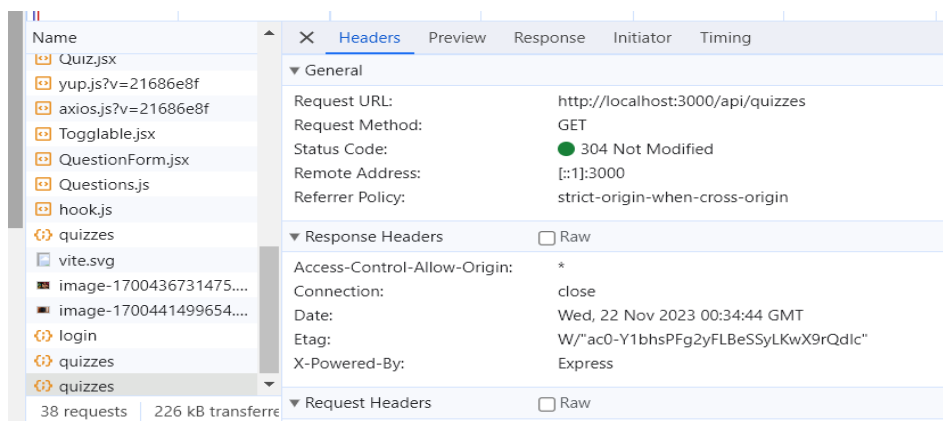 Name
Quiz.jsx
yup.js?v=21686e8f
axios.js?v=21686e8f
Togglable.jsx
QuestionForm.jsx
Questions.js
hook.js
quizzes
vite.svg
image-1700436731475....
image-1700441499654....
login
quizzes
quizzes
38 requests 226 kB transferre
Headers Preview Response Initiator Timing
General
Request URL: http://localhost:3000/api/quizzes
Request Method: GET
Status Code: 304 Not Modified
Remote Address: [::1]:3000
Referrer Policy: strict-origin-when-cross-origin
Response Headers Raw
Access-Control-Allow-Origin: *
Connection: close
Date: Wed, 22 Nov 2023 00:34:44 GMT
Etag: W/"ac0-Y1bhsPFg2yFLBeSSyLKwX9rQdlc"
X-Powered-By: Express
Request Headers Raw